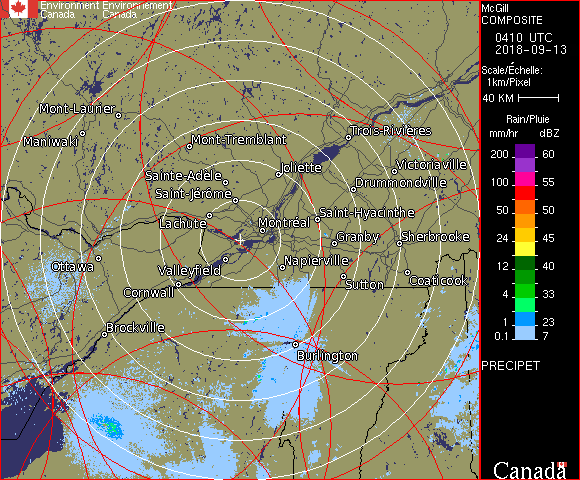 Environment Environnement
Canada Canada
McGill
COMPOSITE
0410 UTC
2018-09-13
Scale/Échelle:
1km/Pixel
40 KM
Rain/Pluie
mm/hr dBZ
200 60
100 55
50 50
24 45
12 40
4 33
1 23
0.1 7
PRECIPET
Canada
Mont-Laurier
Maniwaki
Mont-Tremblant
Trois-Rivières
Victoriaville
Joliette
Sainte-Adèle
Drummondville
Saint-Jérôme
Saint-Hyacinthe
Lachute
Montréal
Granby
Sherbrooke
Ottawa
Valleyfield
Napierville
Sutton
Coaticook
Cornwall
Brockville
Burlington